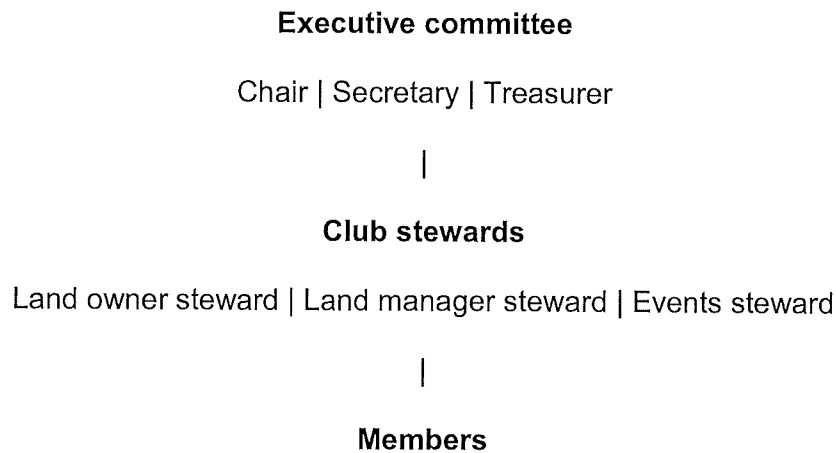 Executive committee
Chair | Secretary | Treasurer
|
Club stewards
Land owner steward | Land manager steward | Events steward
|
Members